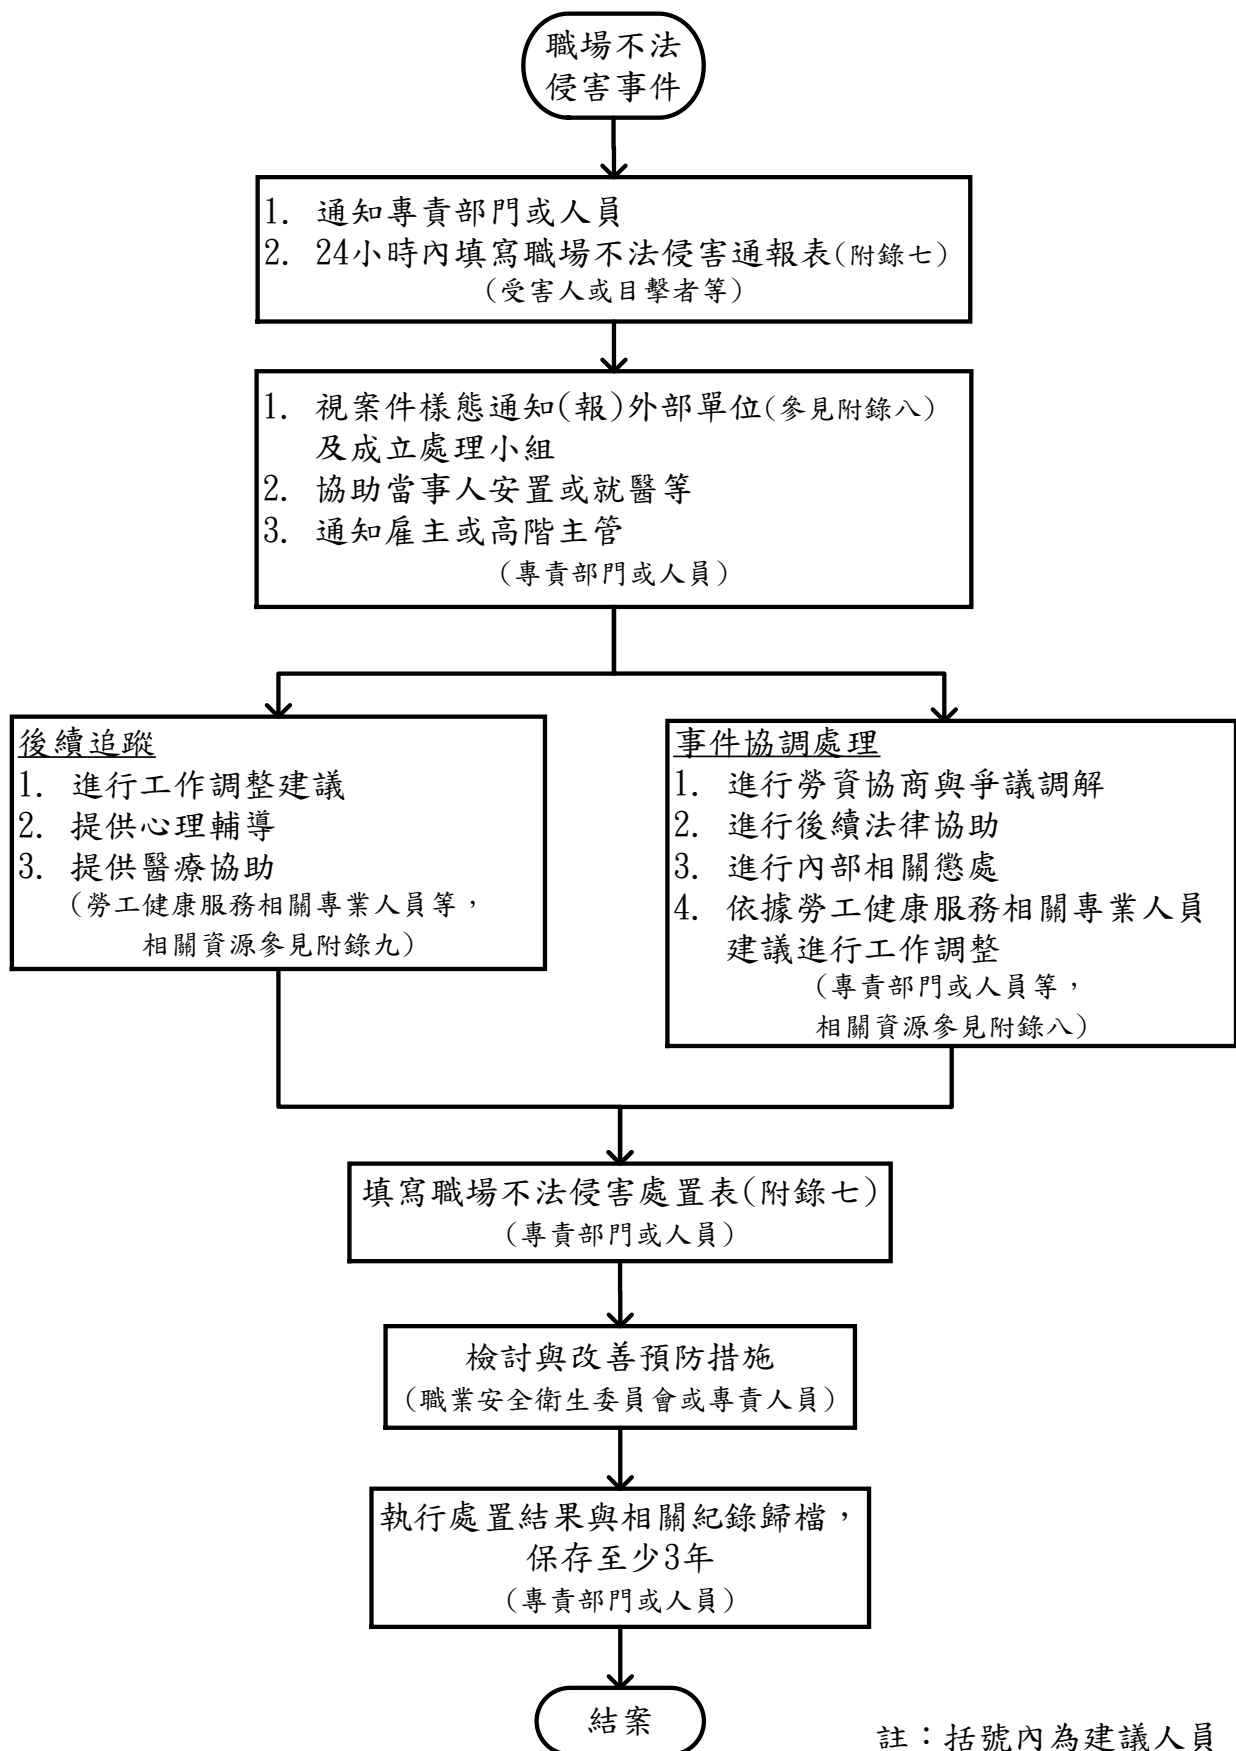 職場不法
侵害事件
1. 通知專責部門或人員
2. 24小時內填寫職場不法侵害通報表(附錄七)
(受害人或目擊者等)
1. 視案件樣態通知(報)外部單位(參見附錄八)
及成立處理小組
2. 協助當事人安置或就醫等
3. 通知雇主或高階主管
(專責部門或人員)
後續追蹤
1. 進行工作調整建議
2. 提供心理輔導
3. 提供醫療協助
(勞工健康服務相關專業人員等，
相關資源參見附錄九)
事件協調處理
1. 進行勞資協商與爭議調解
2. 進行後續法律協助
3. 進行內部相關懲處
4. 依據勞工健康服務相關專業人員
建議進行工作調整
(專責部門或人員等，
相關資源參見附錄八)
填寫職場不法侵害處置表(附錄七)
(專責部門或人員)
檢討與改善預防措施
(職業安全衛生委員會或專責人員)
執行處置結果與相關紀錄歸檔，
保存至少3年
(專責部門或人員)
結案
註：括號內為建議人員